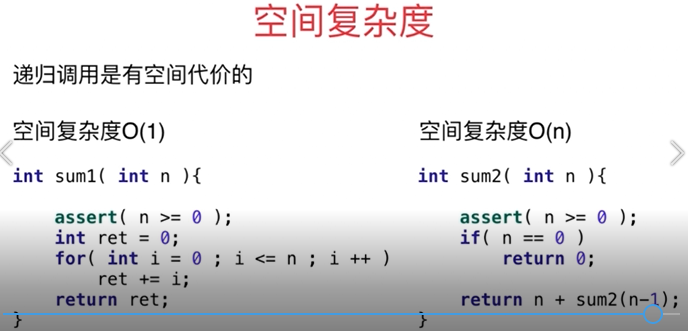 空间复杂度
递归调用是有空间代价的
空间复杂度O(1)
int sum1( int n ){
    assert( n >= 0 );
    int ret = 0;
    for( int i = 0 ; i <= n ; i ++ )
        ret += i;
    return ret;
}
空间复杂度O(n)
int sum2( int n ){
    assert( n >= 0 );
    if( n == 0 )
        return 0;
    return n + sum2(n-1);
}